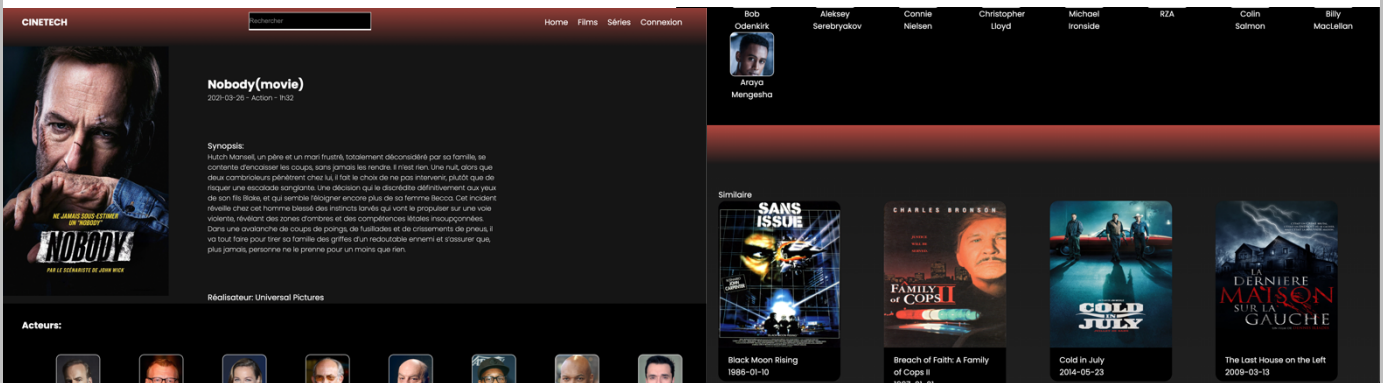 CINETECH
Rechercher
Home Films Séries Connexion
NE JAMAIS SOUS-ESTIMER
UN "NOBODY"
NOBODY
PAR LE SCÉNARISTE DE JOHN WICK
Nobody(movie)
2021-03-26 - Action - 1h32
Synopsis:
Hutch Mansell, un père et un mari frustré, totalement déconsidéré par sa famille, se
contente d'encaisser les coups, sans jamais les rendre. Il n'est rien. Une nuit, alors que
deux cambrioleurs pénètrent chez lui, il fait le choix de ne pas intervenir, plutôt que de
risquer une escalade sanglante. Une décision qui le discrédite définitivement aux yeux
de son fils Blake, et qui semble l'éloigner encore plus de sa femme Becca. Cet incident
réveille chez cet homme blessé des instincts larvés qui vont le propulser sur une voie
violente, révélant des zones d'ombres et des compétences létales insoupçonnées.
Dans une avalanche de coups de poings, de fusillades et de crissements de pneus, il
va tout faire pour tirer sa famille des griffes d'un redoutable ennemi et s'assurer que,
plus jamais, personne ne le prenne pour un moins que rien.
Réalisateur: Universal Pictures
Acteurs:
Bob
Odenkirk
Aleksey
Serebryakov
Connie
Nielsen
Christopher
Lloyd
Michael
Ironside
RZA
Colin
Salmon
Billy
MacLellan
Araya
Mengesha
Similaire
SANS
ISSUE
JOHN
CARPENTER
Black Moon Rising
1986-01-10
CHARLES BRONSON
FAMILY
OF COPS II
Breach of Faith: A Family
of Cops II
COLD
IN
JULY
Cold in July
2014-05-23
LA
DERNIERE
MAISON
SUR LA
GAUCHE
The Last House on the Left
2009-03-13